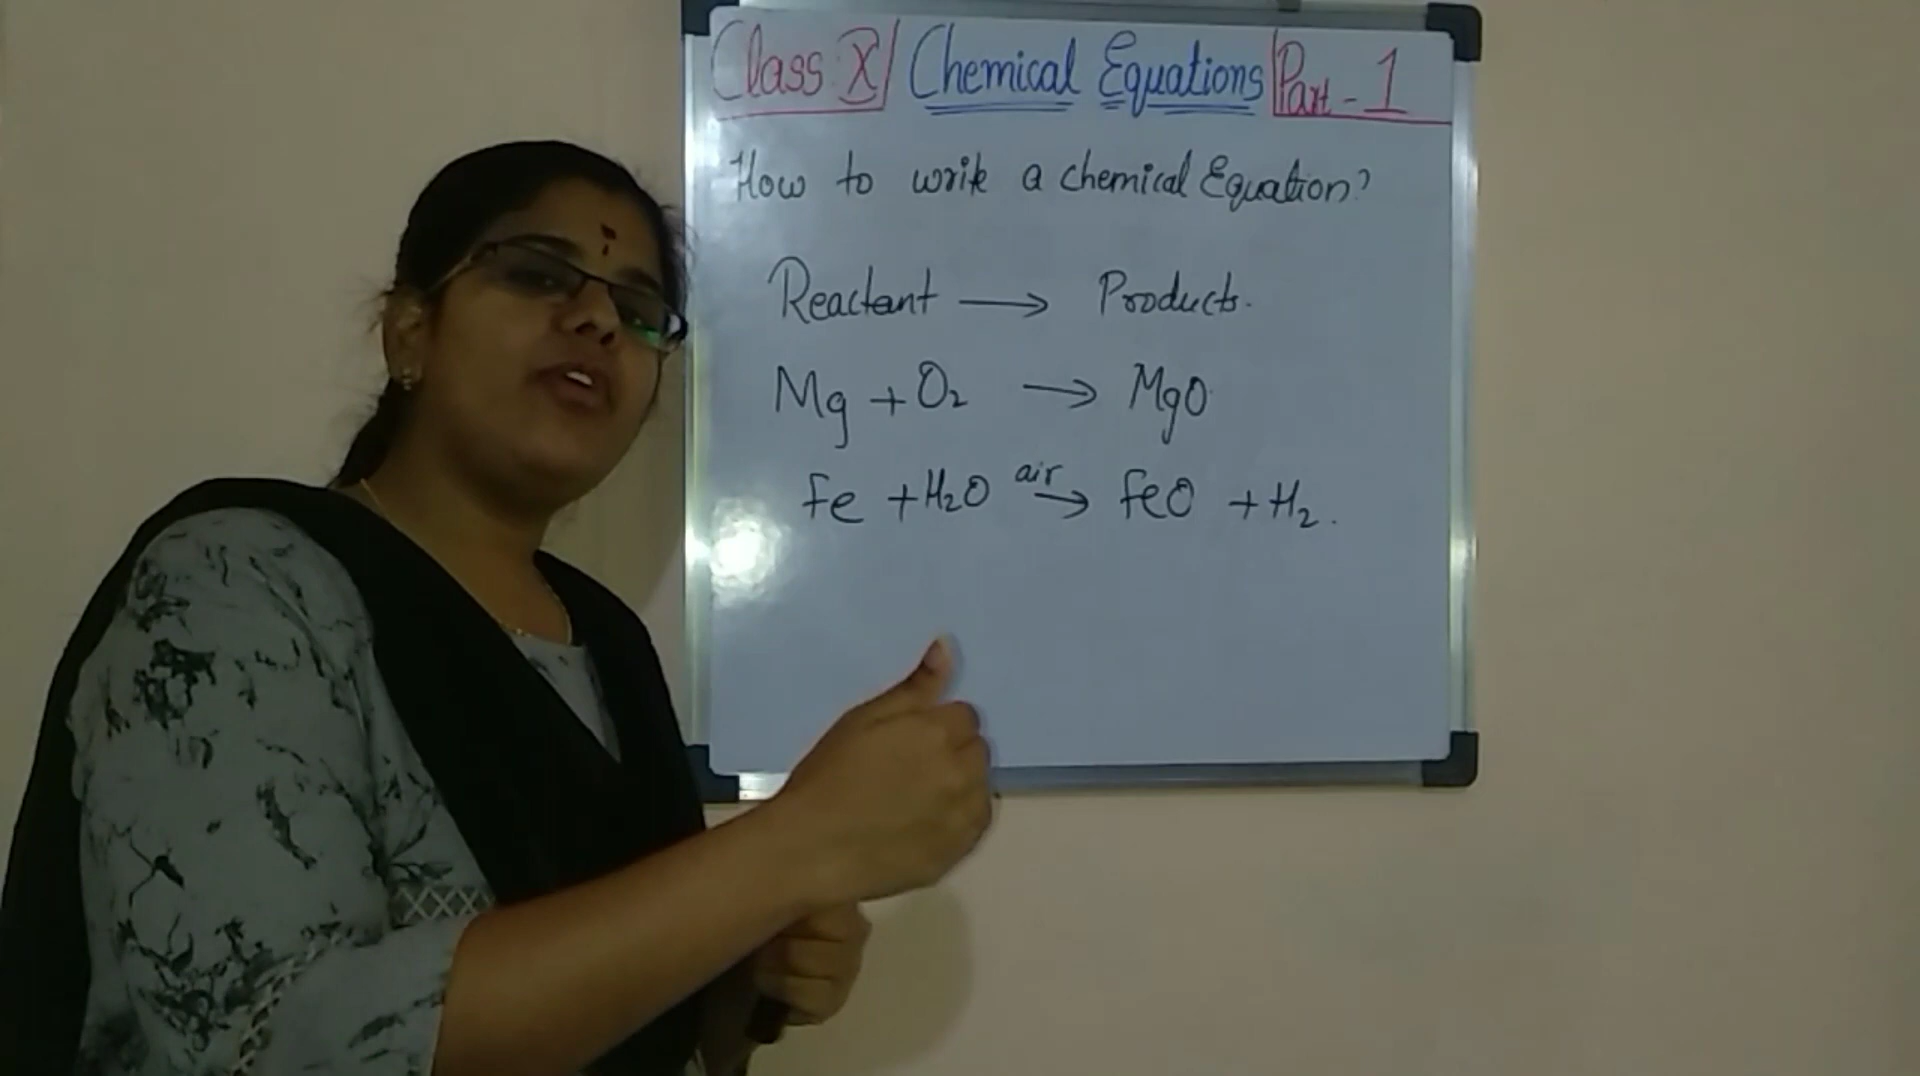 Class X Chemical Equations Part - 1
How to write a chemical Equation?
Reactant → Products.
Mg + O₂ → MgO
Fe + H₂O air → FeO + H₂.